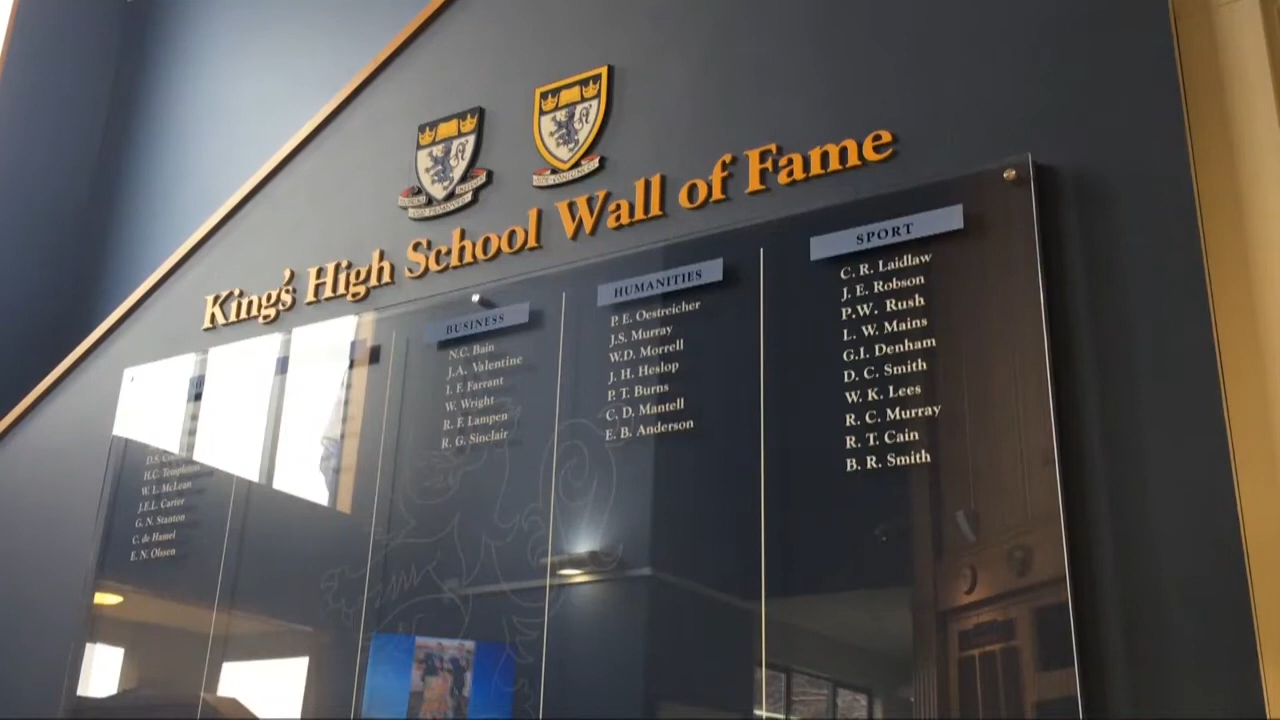 King's High School Wall of Fame
D.S.
H.C. Templeton
W. L. McLean
J.E.L. Carter
G. N. Stanton
C. de Hamel
E. N. Olssen
BUSINESS
N.C. Bain
J.A. Valentine
I. F. Farrant
W. Wright
R. F. Lampen
R. G. Sinclair
HUMANITIES
P. E. Oestreicher
J.S. Murray
W.D. Morrell
J. H. Heslop
P. T. Burns
C. D. Mantell
E. B. Anderson
SPORT
C. R. Laidlaw
J. E. Robson
P.W. Rush
L. W. Mains
G.I. Denham
D. C. Smith
W. K. Lees
R. C. Murray
R. T. Cain
B. R. Smith